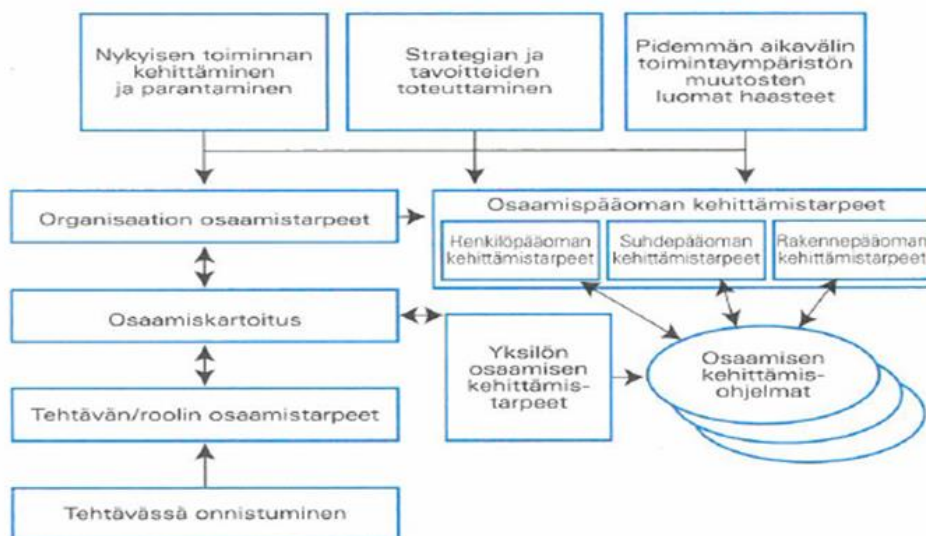 Nykyisen toiminnan
kehittäminen
ja parantaminen
Strategian ja
tavoitteiden
toteuttaminen
Pidemmän aikavälin
toimintaympäristön
muutosten
luomat haasteet
Organisaation osaamistarpeet
Osaamispääoman kehittämistarpeet
Henkilöpääoman
kehittämistarpeet
Suhdepääoman
kehittämistarpeet
Rakennepääoman
kehittämistarpeet
Osaamiskartoitus
Yksilön
osaamisen
kehittämis-
tarpeet
Osaamisen
kehittämis-
ohjelmat
Tehtävän/roolin osaamistarpeet
Tehtävässä onnistuminen